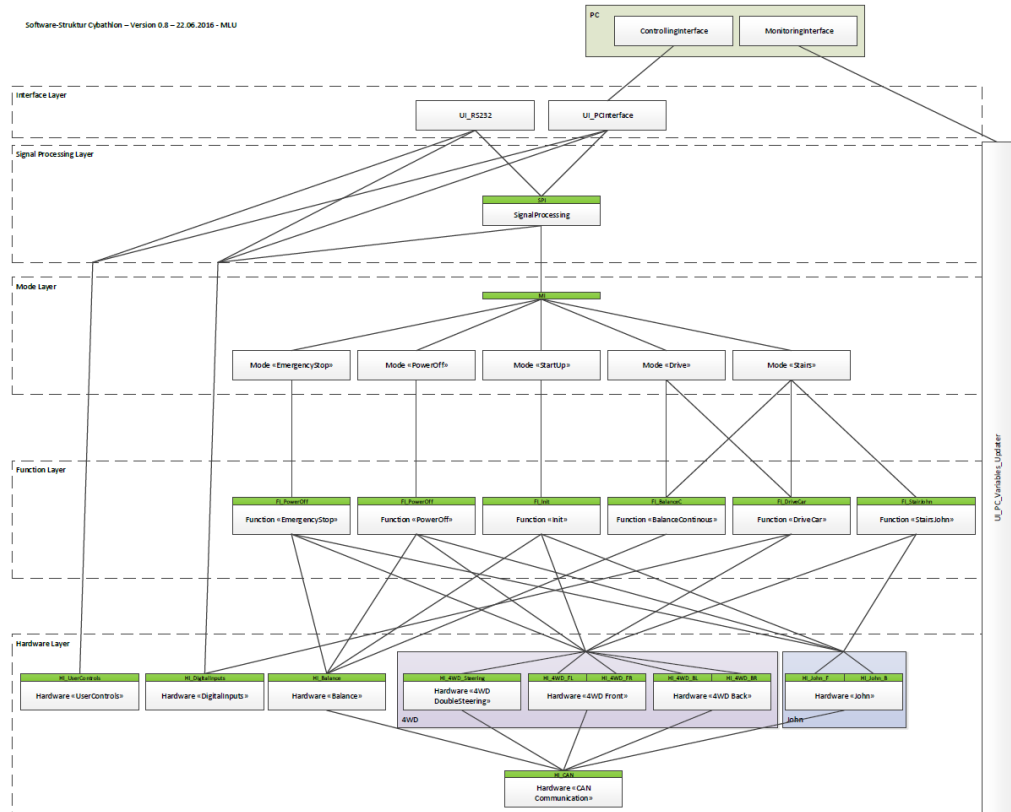 Software-Struktur Cybathlon – Version 0.8 – 22.06.2016 - MLU
PC
ControllingInterface
MonitoringInterface
Interface Layer
UI_RS232
UI_PCInterface
Signal Processing Layer
SPI
SignalProcessing
Mode Layer
MI
Mode «EmergencyStop»
Mode «PowerOff»
Mode «StartUp»
Mode «Drive»
Mode «Stairs»
UI_PC_Variables_Updater
Function Layer
FI_PowerOff
FI_PowerOff
FI_Init
FI_BalanceC
FI_DriveCar
FI_StairJohn
Function «EmergencyStop»
Function «PowerOff»
Function «Init»
Function «BalanceContinous»
Function «DriveCar»
Function «StairsJohn»
Hardware Layer
HI_UserControls
HI_DigitalInputs
HI_Balance
HI_4WD_Steering
HI_4WD_FL
HI_4WD_FR
HI_4WD_BL
HI_4WD_BR
HI_John_F
HI_John_B
Hardware «UserControls»
Hardware «DigitalInputs»
Hardware «Balance»
Hardware «4WD
DoubleSteering»
Hardware «4WD Front»
Hardware «4WD Back»
Hardware «John»
4WD
John
HI_CAN
Hardware «CAN
Communication»